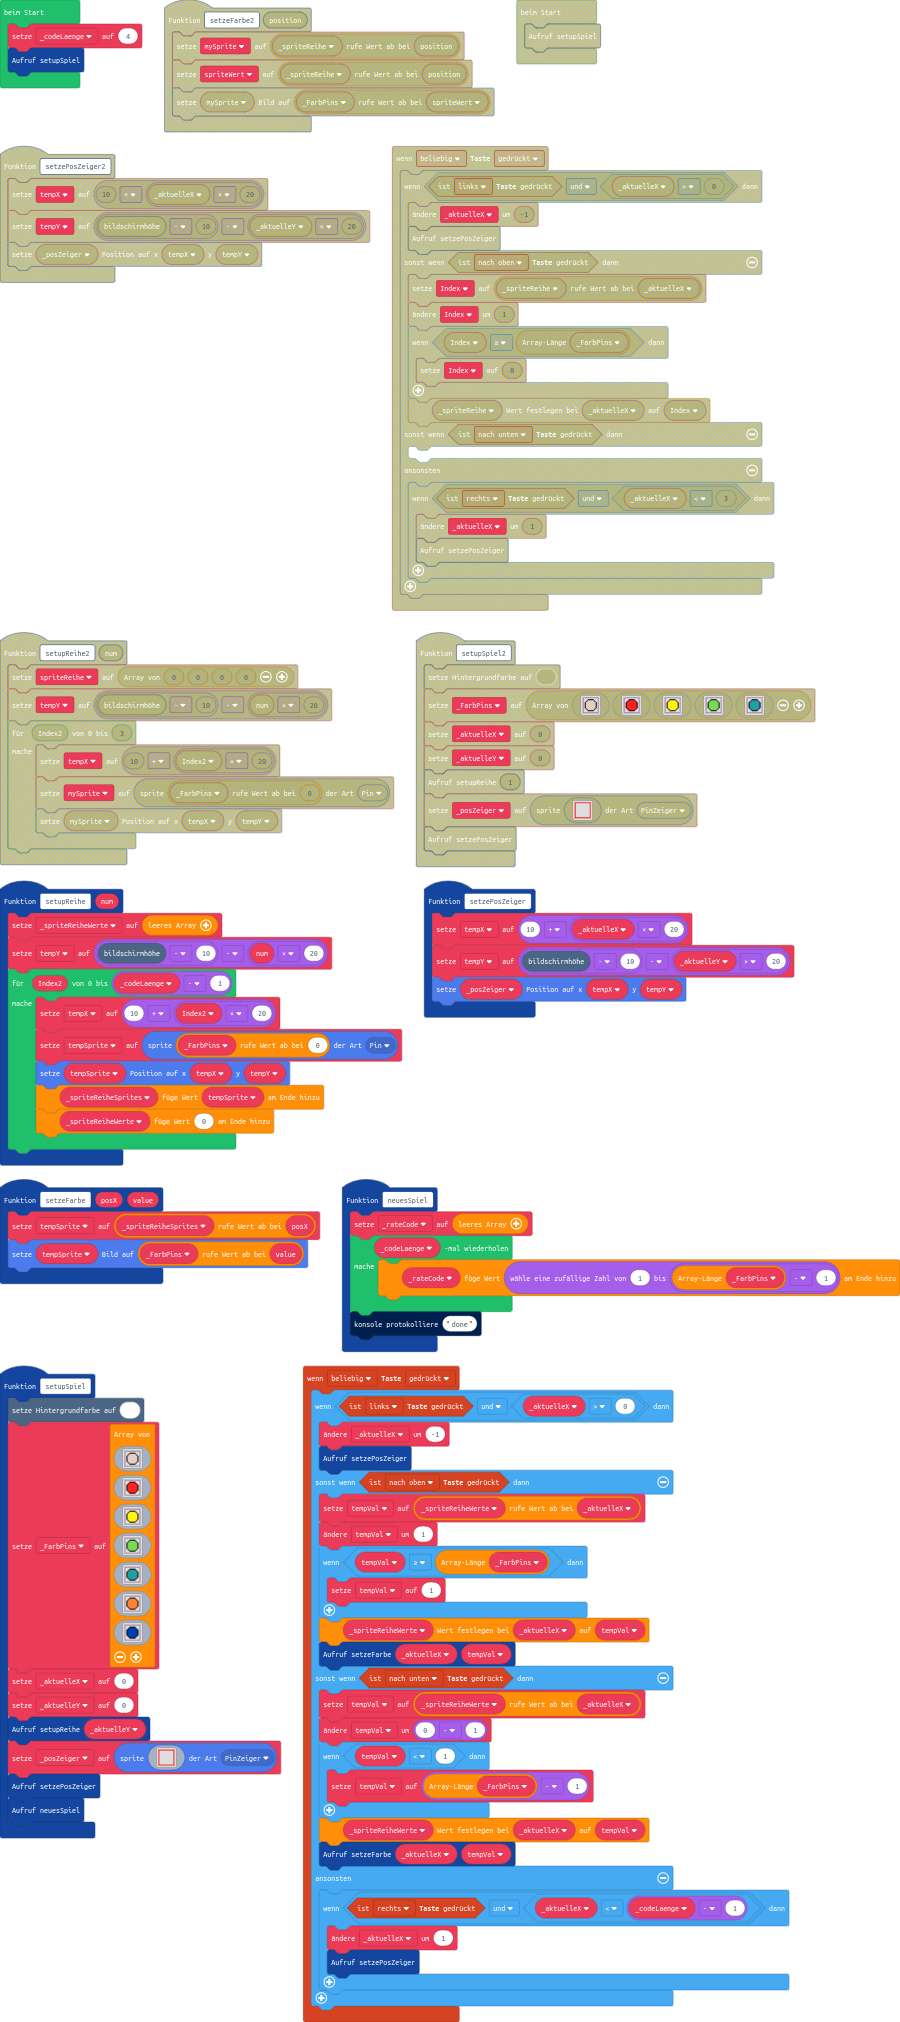 beim Start
setze _codeLaenge auf 4
Aufruf setupSpiel
Funktion setzeFarbe2 position
setze mySprite auf _spriteReihe rufe Wert ab bei position
setze spriteWert auf _spriteReihe rufe Wert ab bei position
setze mySprite Bild auf _FarbPins rufe Wert ab bei spriteWert
beim Start
Aufruf setupSpiel
Funktion setzePosZeiger2
setze tempX auf 10 + _aktuelleX × 20
setze tempY auf bildschirmhöhe - 10 - _aktuelleY × 20
setze _posZeiger Position auf x tempX y tempY
wenn beliebig Taste gedrückt
wenn ist links Taste gedrückt und _aktuelleX > 0 dann
ändere _aktuelleX um -1
Aufruf setzePosZeiger
sonst wenn ist nach oben Taste gedrückt dann
setze Index auf _spriteReihe rufe Wert ab bei _aktuelleX
ändere Index um 1
wenn Index ≥ Array-Länge _FarbPins dann
setze Index auf 0
_spriteReihe Wert festlegen bei _aktuelleX auf Index
sonst wenn ist nach unten Taste gedrückt dann
ansonsten
wenn ist rechts Taste gedrückt und _aktuelleX < 3 dann
ändere _aktuelleX um 1
Aufruf setzePosZeiger
Funktion setupReihe2 num
setze spriteReihe auf Array von 0 0 0 0
setze tempY auf bildschirmhöhe - 10 - num × 20
für Index2 von 0 bis 3
mache
setze tempX auf 10 + Index2 × 20
setze mySprite auf sprite _FarbPins rufe Wert ab bei 0 der Art Pin
setze mySprite Position auf x tempX y tempY
Funktion setupSpiel2
setze Hintergrundfarbe auf
setze _FarbPins auf Array von
setze _aktuelleX auf 0
setze _aktuelleY auf 0
Aufruf setupReihe 1
setze _posZeiger auf sprite der Art PinZeiger
Aufruf setzePosZeiger
Funktion setupReihe num
setze _spriteReiheWerte auf leeres Array
setze tempY auf bildschirmhöhe - 10 - num × 20
für Index2 von 0 bis _codeLaenge - 1
mache
setze tempX auf 10 + Index2 × 20
setze tempSprite auf sprite _FarbPins rufe Wert ab bei 0 der Art Pin
setze tempSprite Position auf x tempX y tempY
_spriteReiheSprites füge Wert tempSprite am Ende hinzu
_spriteReiheWerte füge Wert 0 am Ende hinzu
Funktion setzePosZeiger
setze tempX auf 10 + _aktuelleX × 20
setze tempY auf bildschirmhöhe - 10 - _aktuelleY × 20
setze _posZeiger Position auf x tempX y tempY
Funktion setzeFarbe posX value
setze tempSprite auf _spriteReiheSprites rufe Wert ab bei posX
setze tempSprite Bild auf _FarbPins rufe Wert ab bei value
Funktion neuesSpiel
setze _rateCode auf leeres Array
_codeLaenge -mal wiederholen
mache
_rateCode füge Wert wähle eine zufällige Zahl von 1 bis Array-Länge _FarbPins - 1 am Ende hinzu
konsole protokolliere "done"
Funktion setupSpiel
setze Hintergrundfarbe auf
Array von
setze _FarbPins auf
setze _aktuelleX auf 0
setze _aktuelleY auf 0
Aufruf setupReihe _aktuelleY
setze _posZeiger auf sprite der Art PinZeiger
Aufruf setzePosZeiger
Aufruf neuesSpiel
wenn beliebig Taste gedrückt
wenn ist links Taste gedrückt und _aktuelleX > 0 dann
ändere _aktuelleX um -1
Aufruf setzePosZeiger
sonst wenn ist nach oben Taste gedrückt dann
setze tempVal auf _spriteReiheWerte rufe Wert ab bei _aktuelleX
ändere tempVal um 1
wenn tempVal ≥ Array-Länge _FarbPins dann
setze tempVal auf 1
_spriteReiheWerte Wert festlegen bei _aktuelleX auf tempVal
Aufruf setzeFarbe _aktuelleX tempVal
sonst wenn ist nach unten Taste gedrückt dann
setze tempVal auf _spriteReiheWerte rufe Wert ab bei _aktuelleX
ändere tempVal um 0 - 1
wenn tempVal < 1 dann
setze tempVal auf Array-Länge _FarbPins - 1
_spriteReiheWerte Wert festlegen bei _aktuelleX auf tempVal
Aufruf setzeFarbe _aktuelleX tempVal
ansonsten
wenn ist rechts Taste gedrückt und _aktuelleX < _codeLaenge - 1 dann
ändere _aktuelleX um 1
Aufruf setzePosZeiger